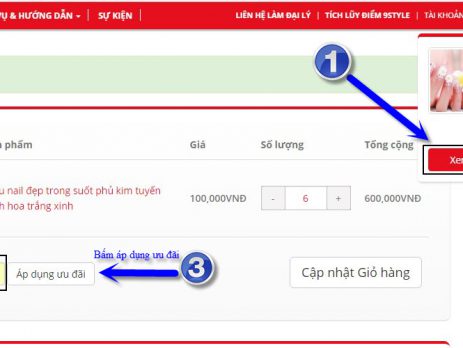 VỤ & HƯỚNG DẪN
SỰ KIỆN
LIÊN HỆ LÀM ĐẠI LÝ | TÍCH LŨY ĐIỂM 9STYLE | TÀI KHOẢN
1
Xem
n phẩm Giá Số lượng Tổng cộng
u nail đẹp trong suốt phủ kim tuyến
h hoa trắng xinh
100,000VNĐ - 6 + 600,000VNĐ
Bấm áp dụng ưu đãi
3
Áp dụng ưu đãi
Cập nhật Giỏ hàng